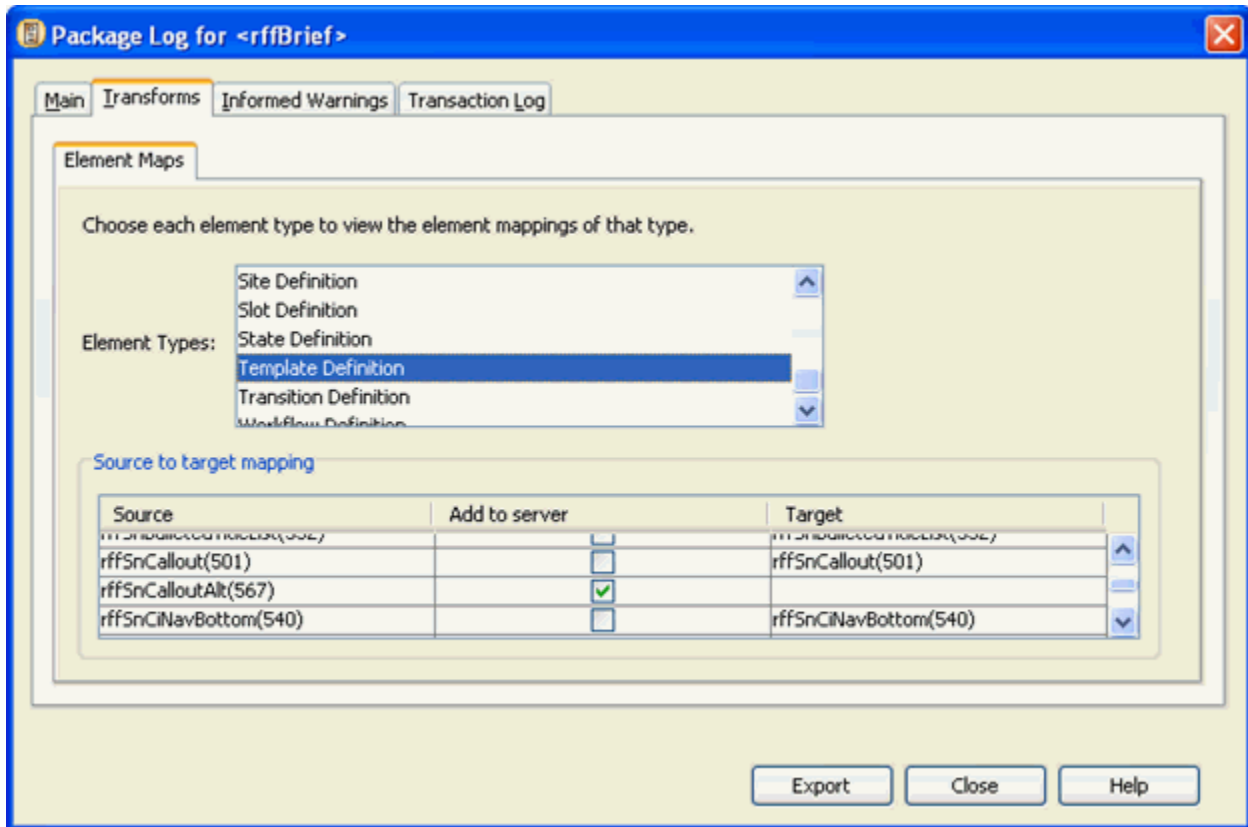 Package Log for <rffBrief>
Main Transforms Informed Warnings Transaction Log
Element Maps
Choose each element type to view the element mappings of that type.
Site Definition
Slot Definition
Element Types: State Definition
Template Definition
Transition Definition
Workflow Definition
Source to target mapping
Source Add to server Target
rffSnCallout(501) rffSnCallout(501)
rffSnCalloutAlt(567)
rffSnCiNavBottom(540) rffSnCiNavBottom(540)
Export Close Help